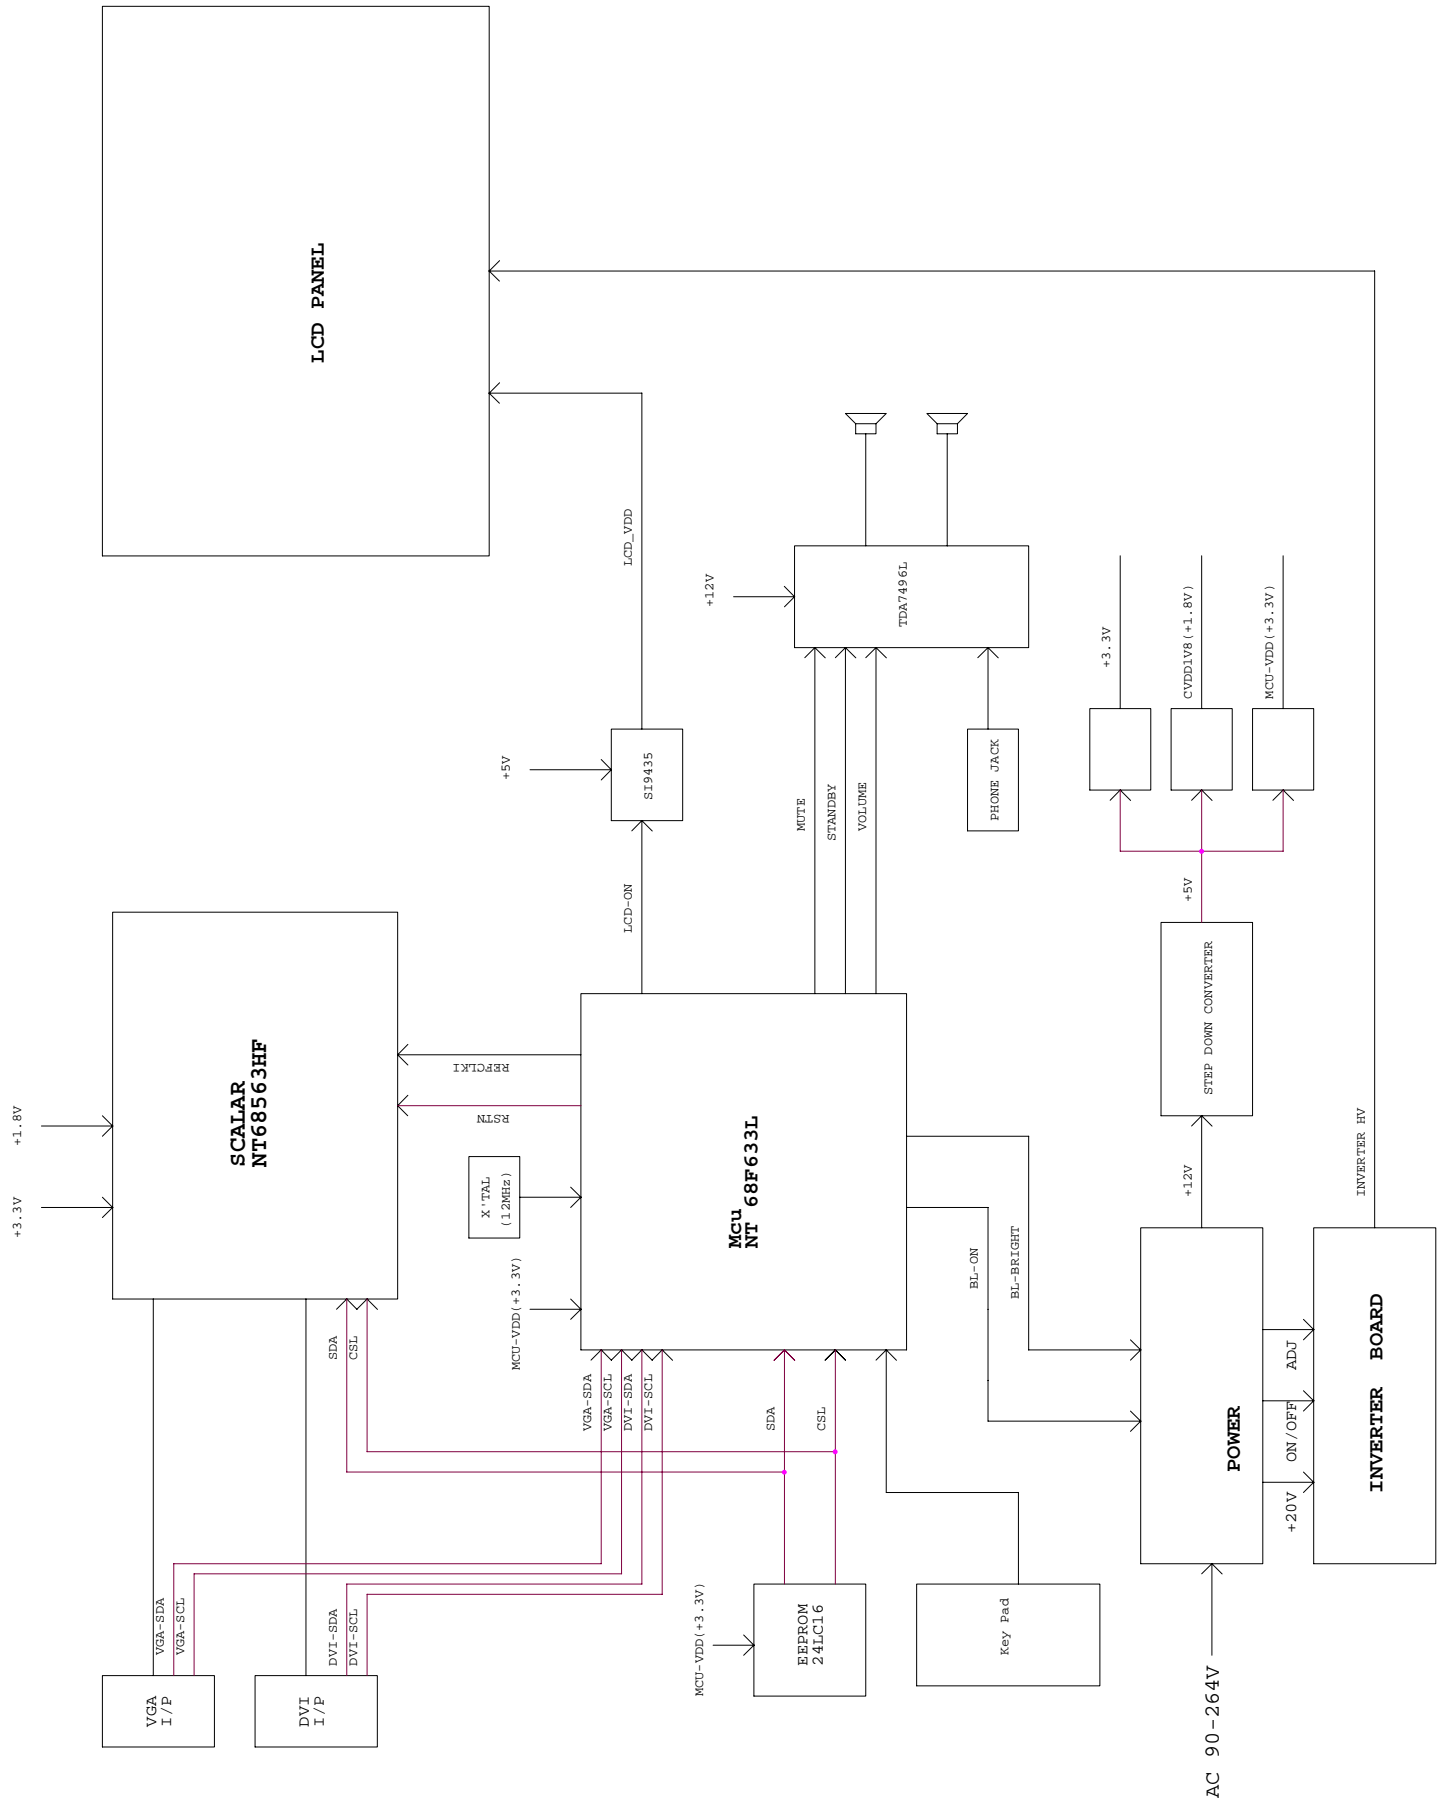 VGA
I/P
VGA-SDA
VGA-SCL
DVI
I/P
DVI-SDA
DVI-SCL
SDA
CSL
+3.3V
+1.8V
SCALAR
NT68563HF
RSTN
REFCLKI
LCD PANEL
VGA-SDA
VGA-SCL
DVI-SDA
DVI-SCL
MCU-VDD(+3.3V)
X'TAL
(12MHz)
Mcu
NT 68F633L
LCD-ON
+5V
SI9435
LCD_VDD
MCU-VDD(+3.3V)
EEPROM
24LC16
SDA
CSL
Key Pad
MUTE
STANDBY
VOLUME
+12V
TDA7496L
PHONE JACK
BL-ON
BL-BRIGHT
AC 90-264V
POWER
+12V
STEP DOWN CONVERTER
+5V
+3.3V
CVDD1V8(+1.8V)
MCU-VDD(+3.3V)
+20V
ON/OFF
ADJ
INVERTER BOARD
INVERTER HV